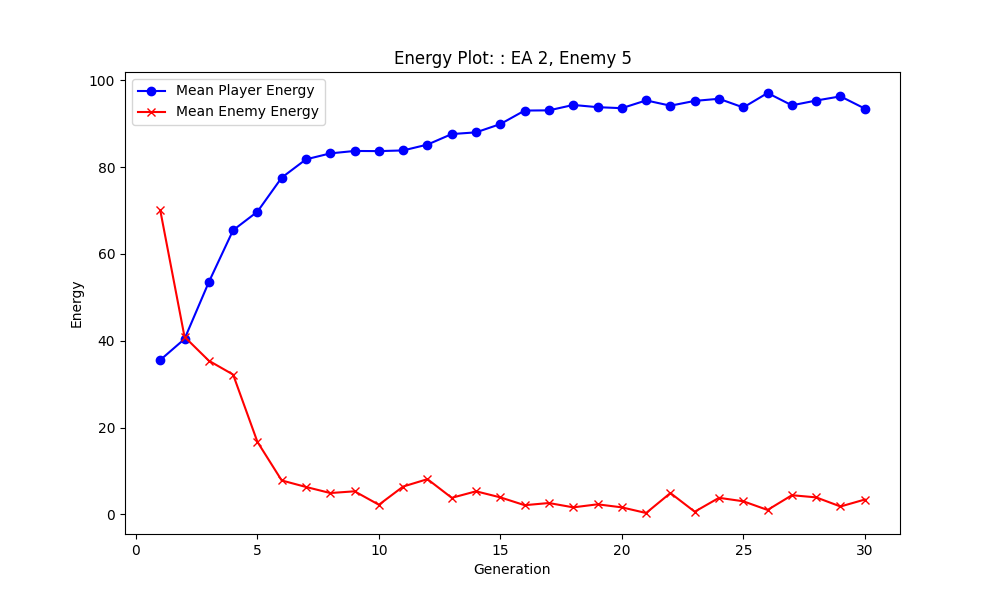 Energy Plot: : EA 2, Enemy 5
Mean Player Energy
Mean Enemy Energy
100
80
60
40
20
0
Energy
0 5 10 15 20 25 30
Generation